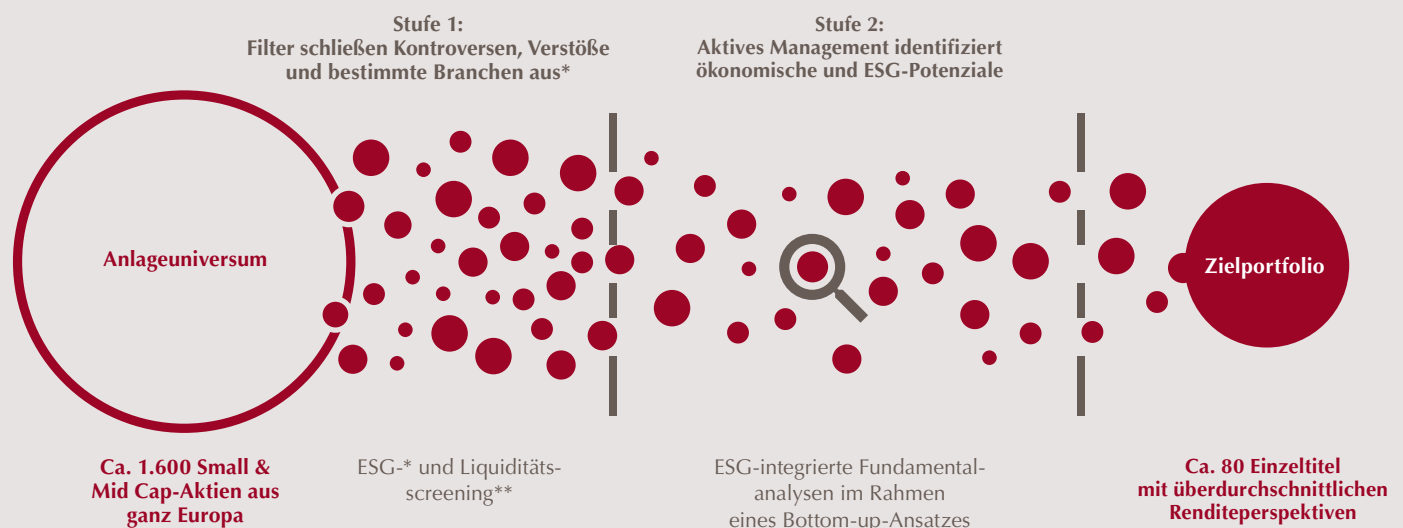 Stufe 1:
Filter schließen Kontroversen, Verstöße
und bestimmte Branchen aus*
Stufe 2:
Aktives Management identifiziert
ökonomische und ESG-Potenziale
Anlageuniversum
Zielportfolio
Ca. 1.600 Small &
Mid Cap-Aktien aus
ganz Europa
ESG-* und Liquiditäts-
screening**
ESG-integrierte Fundamental-
analysen im Rahmen
eines Bottom-up-Ansatzes
Ca. 80 Einzeltitel
mit überdurchschnittlichen
Renditeperspektiven